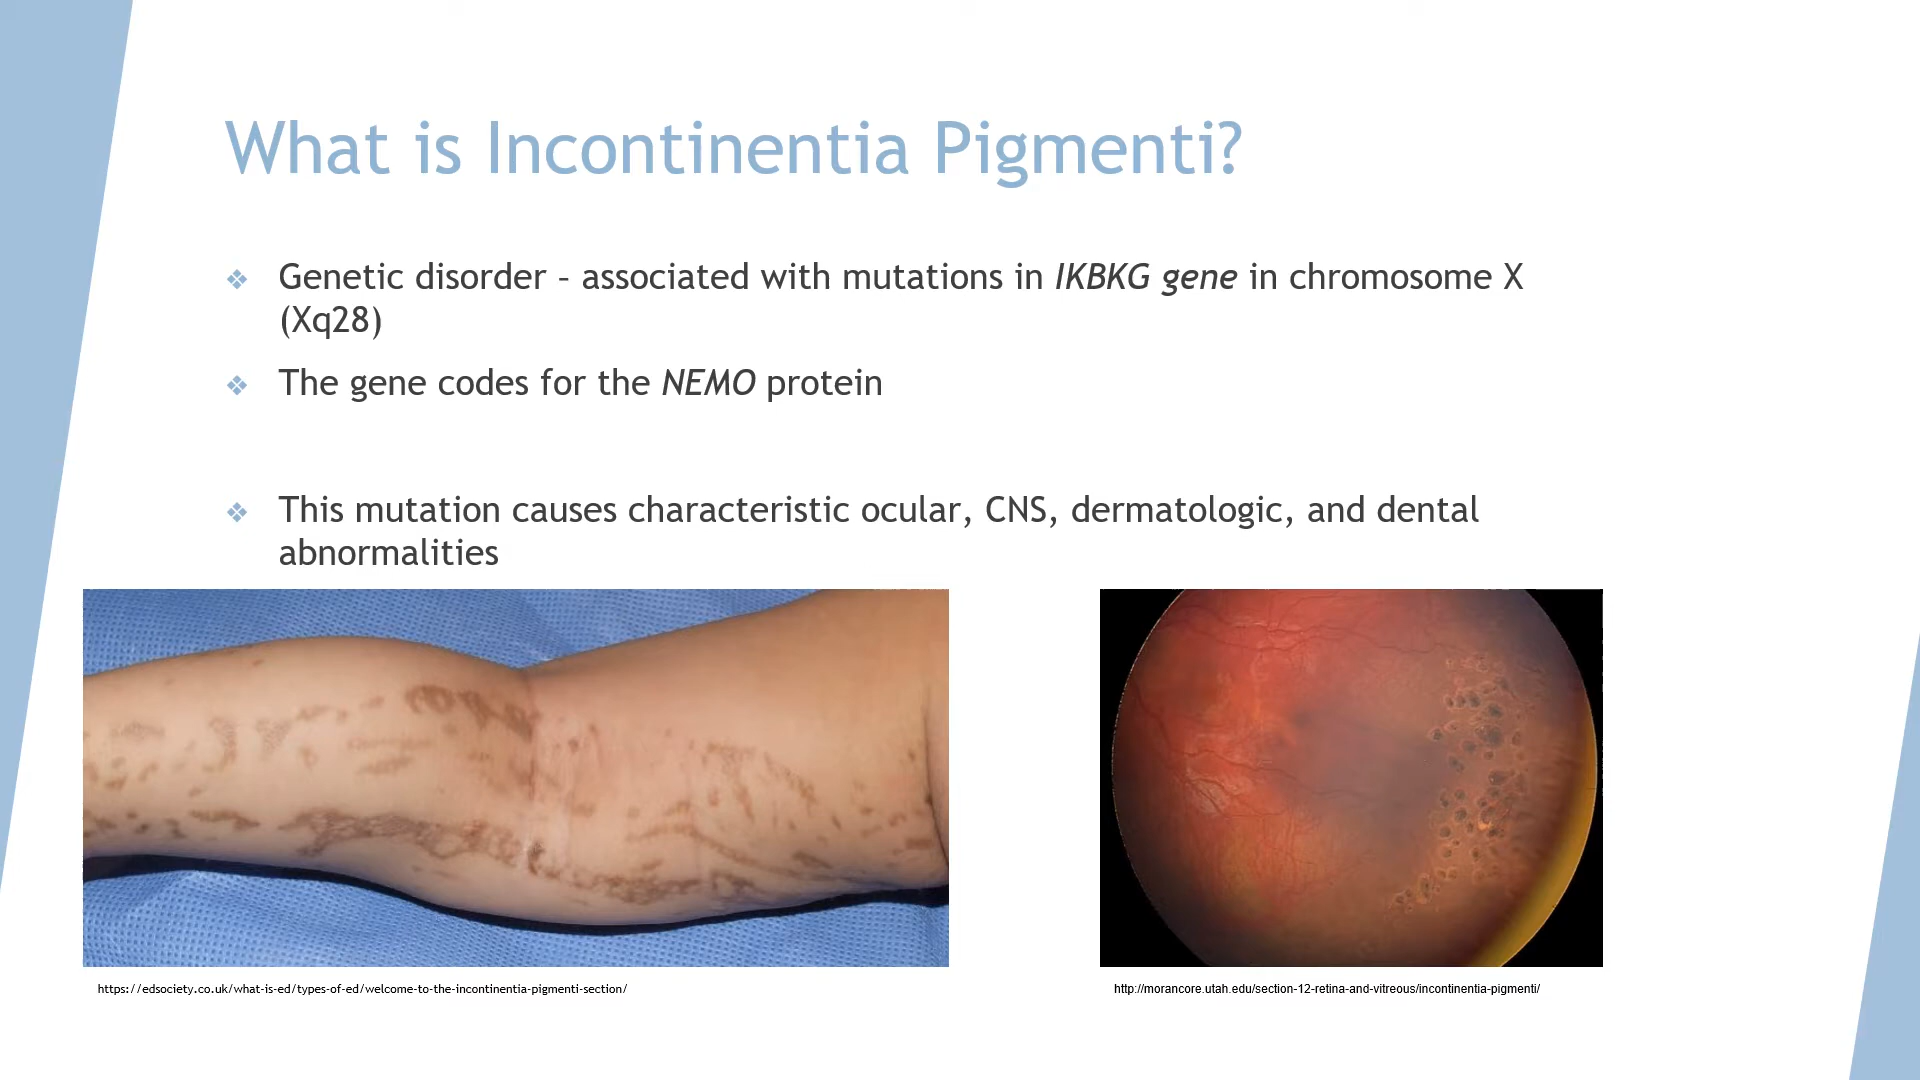 What is Incontinentia Pigmenti?
❖ Genetic disorder – associated with mutations in IKBKG gene in chromosome X
(Xq28)
❖ The gene codes for the NEMO protein
❖ This mutation causes characteristic ocular, CNS, dermatologic, and dental
abnormalities
https://edsociety.co.uk/what-is-ed/types-of-ed/welcome-to-the-incontinentia-pigmenti-section/
http://morancore.utah.edu/section-12-retina-and-vitreous/incontinentia-pigmenti/